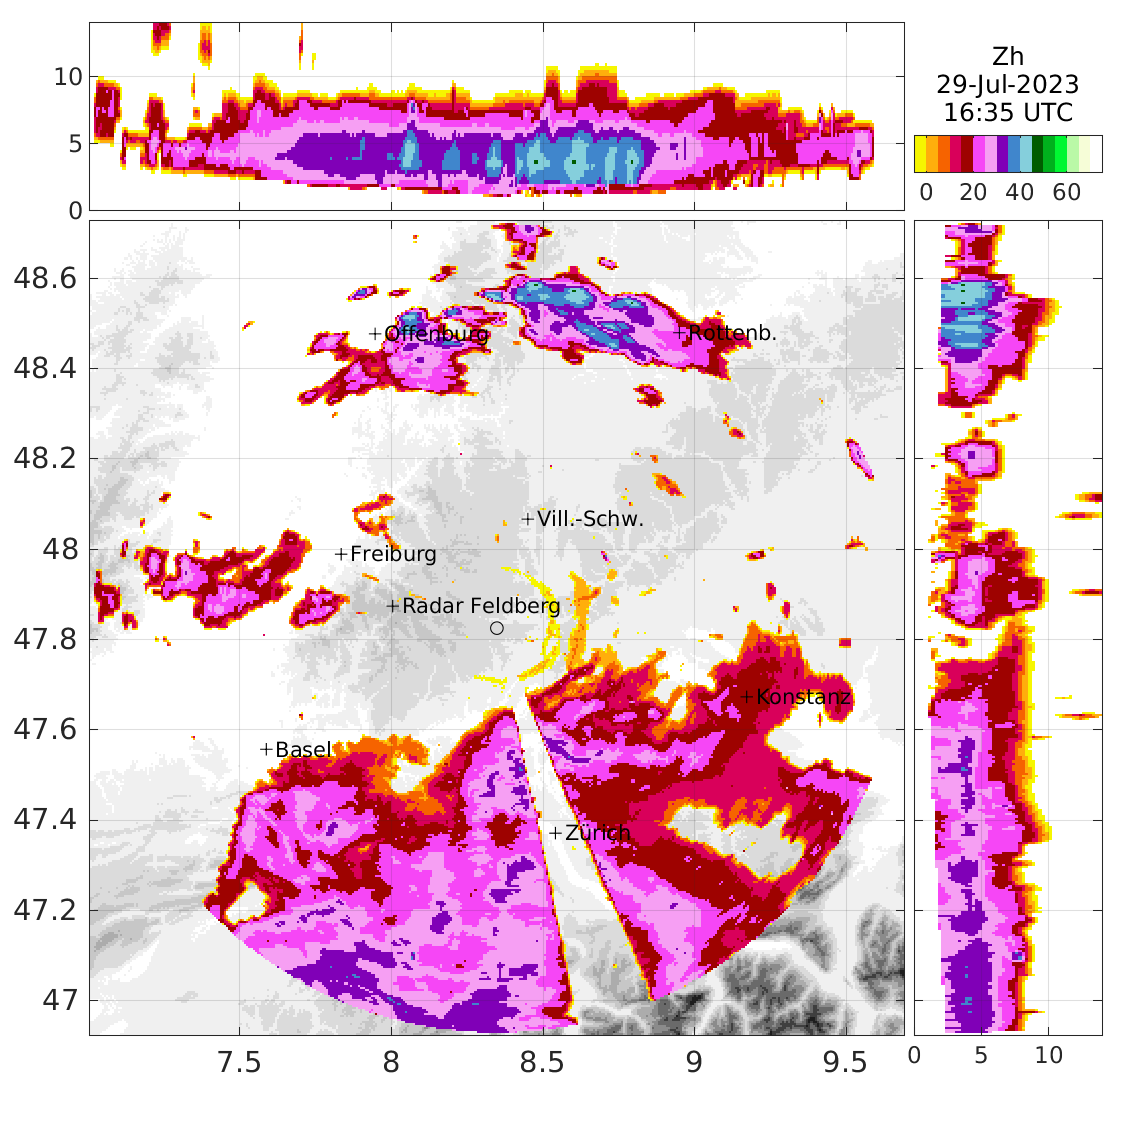 Zh
29-Jul-2023
16:35 UTC
0 20 40 60
10
5
0
48.6
48.4
48.2
48
47.8
47.6
47.4
47.2
47
+Offenburg
+Rottenb.
+Vill.-Schw.
+Freiburg
+Radar Feldberg
+Konstanz
+Basel
+Zürich
7.5 8 8.5 9 9.5
0 5 10